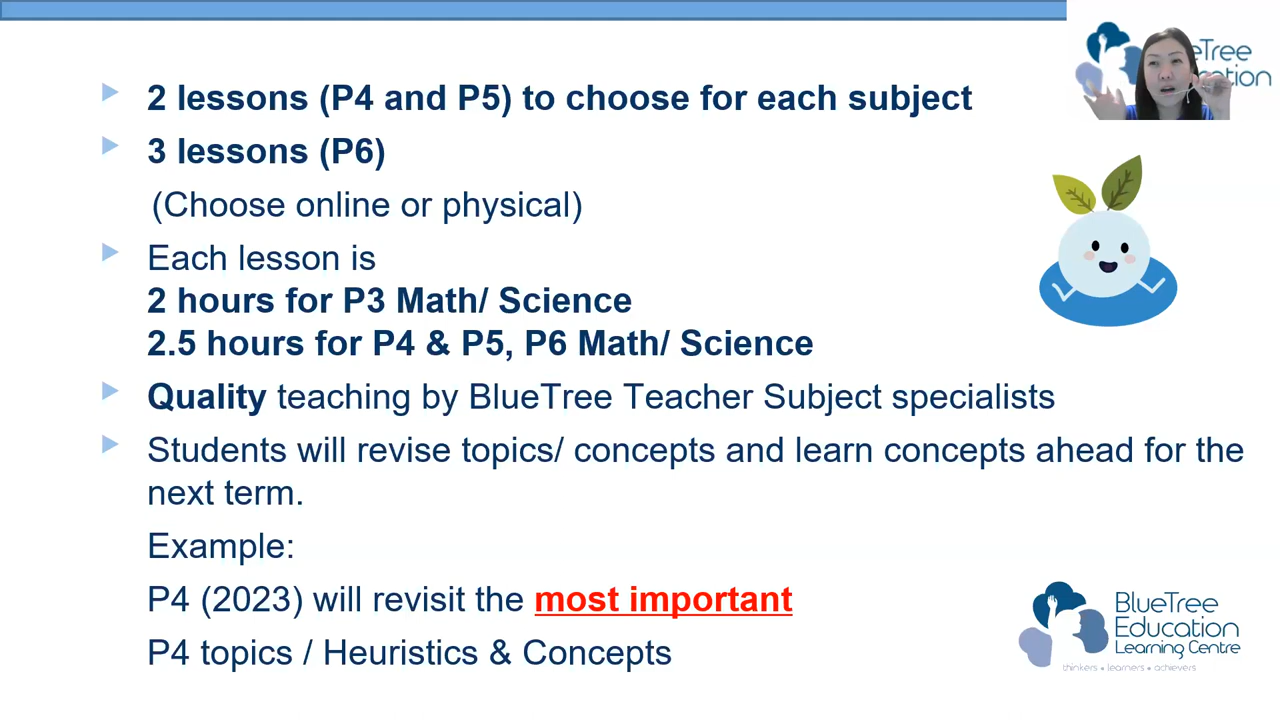 2 lessons (P4 and P5) to choose for each subject
3 lessons (P6)
(Choose online or physical)
Each lesson is
2 hours for P3 Math/ Science
2.5 hours for P4 & P5, P6 Math/ Science
Quality teaching by BlueTree Teacher Subject specialists
Students will revise topics/ concepts and learn concepts ahead for the
next term.
Example:
P4 (2023) will revisit the most important
P4 topics / Heuristics & Concepts
BlueTree
Education
Learning Centre
thinkers • learners • achievers